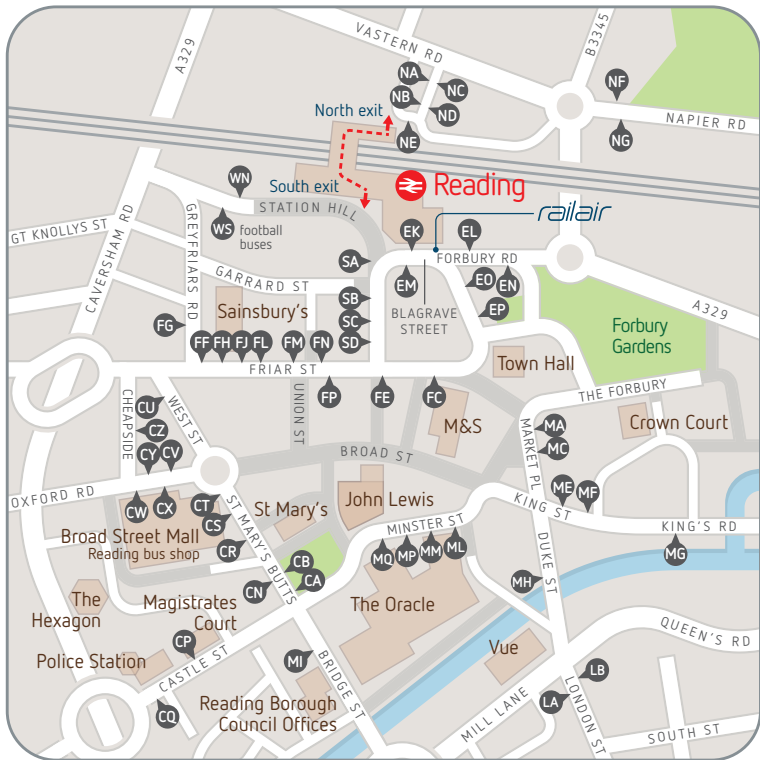 VASTERN RD
A329
B3345
NA
NC
NB
ND
NE
NF
NG
NAPIER RD
North exit
South exit
Reading
railair
WN
WS
football
buses
STATION HILL
GT KNOLLYS ST
CAVERSHAM RD
GREYFRIARS RD
GARRARD ST
SA
SB
SC
SD
EK
EL
EM
EO
EN
EP
FORBURY RD
BLAGRAVE
STREET
A329
Forbury
Gardens
Sainsbury's
FG
FF
FH
FJ
FL
FM
FN
FRIAR ST
FP
FE
FC
Town Hall
THE FORBURY
Crown Court
M&S
MARKET PL
MA
MC
CHEAPSIDE
WEST ST
UNION ST
CU
CZ
CY
CV
BROAD ST
OXFORD RD
CW
CX
CT
CS
CR
Broad Street Mall
Reading bus shop
St Mary's
ST MARY'S BUTTS
John Lewis
MINSTER ST
KING ST
ME
MF
KING'S RD
MG
MQ
MP
MM
ML
DUKE ST
MH
CB
CA
CN
The Oracle
The
Hexagon
Magistrates
Court
Police Station
CP
CASTLE ST
CQ
MI
BRIDGE ST
Reading Borough
Council Offices
Vue
QUEEN'S RD
LB
LA
LONDON ST
MILL LANE
SOUTH ST